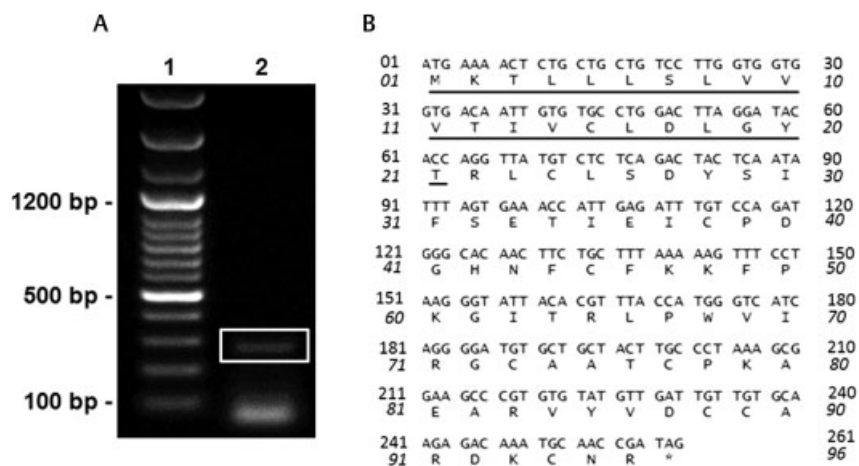 A
B
1 2
1200 bp -
500 bp -
100 bp -
01 ATG AAA ACT CTG CTG CTG TCC TTG GTG GTG 30
01 M K T L L L S L V V 10
31 GTG ACA ATT GTG TGC CTG GAC TTA GGA TAC 60
11 V T I V C L D L G Y 20
61 ACC AGG TTA TGT CTC TCA GAC TAC TCA ATA 90
21 T R L C L S D Y S I 30
91 TTT AGT GAA ACC ATT GAG ATT TGT CCA GAT 120
31 F S E T I E I C P D 40
121 GGG CAC AAC TTC TGC TTT AAA AAG TTT CCT 150
41 G H N F C F K K F P 50
151 AAG GGT ATT ACA CGT TTA CCA TGG GTC ATC 180
60 K G I T R L P W V I 70
181 AGG GGA TGT GCT GCT ACT TGC CCT AAA GCG 210
71 R G C A A T C P K A 80
211 GAA GCC CGT GTG TAT GTT GAT TGT TGT GCA 240
81 E A R V Y V D C C A 90
241 AGA GAC AAA TGC AAC CGA TAG 261
91 R D K C N R * 96